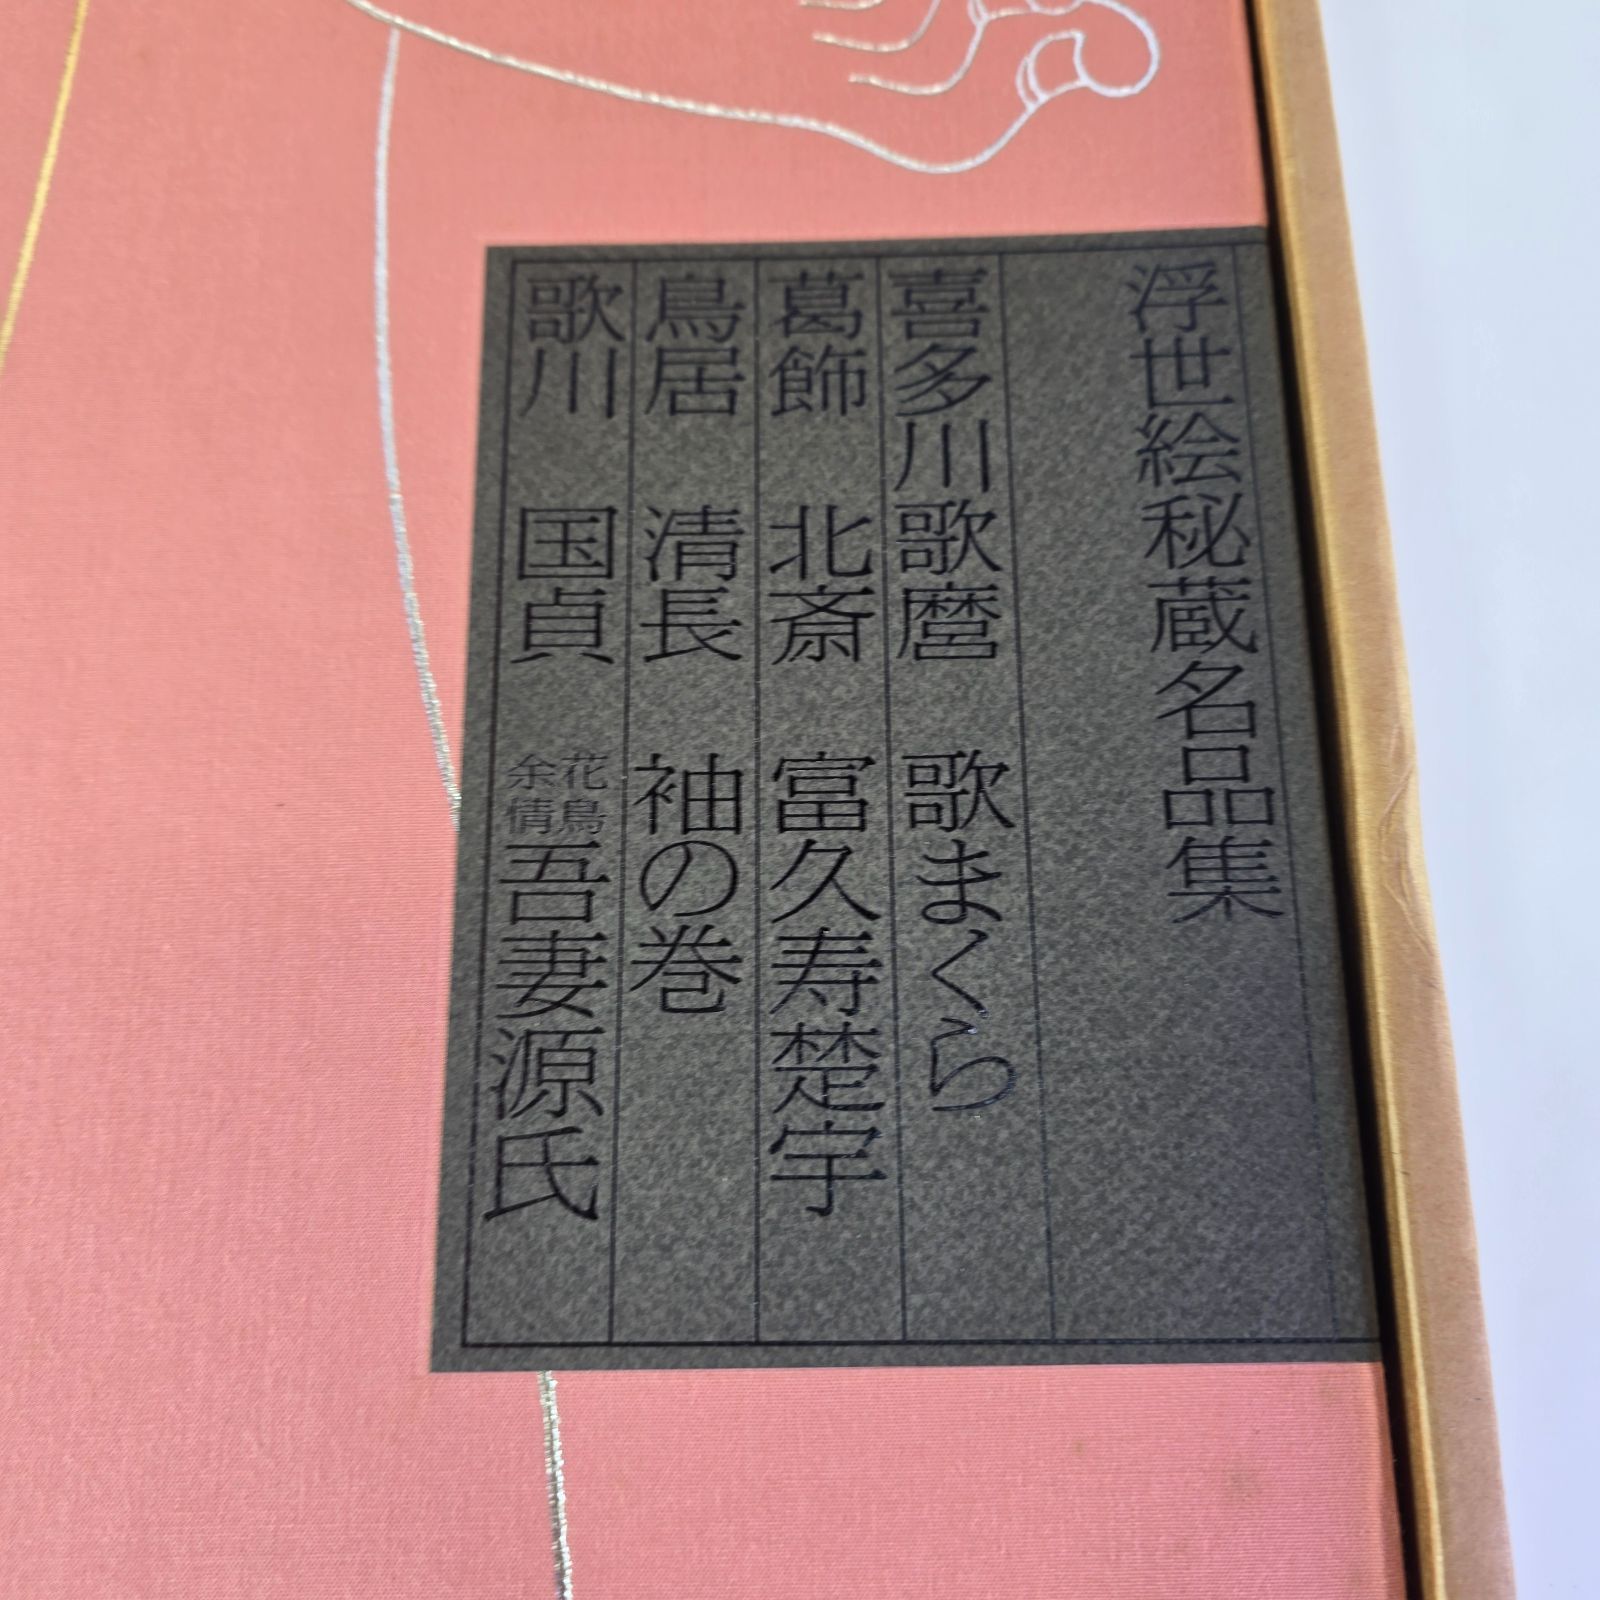 浮世絵秘蔵名品集
喜多川歌麿 歌まくら
葛飾 北斎 富久寿楚宇
鳥居 清長 袖の巻
歌川 国貞 花鳥余情 吾妻源氏